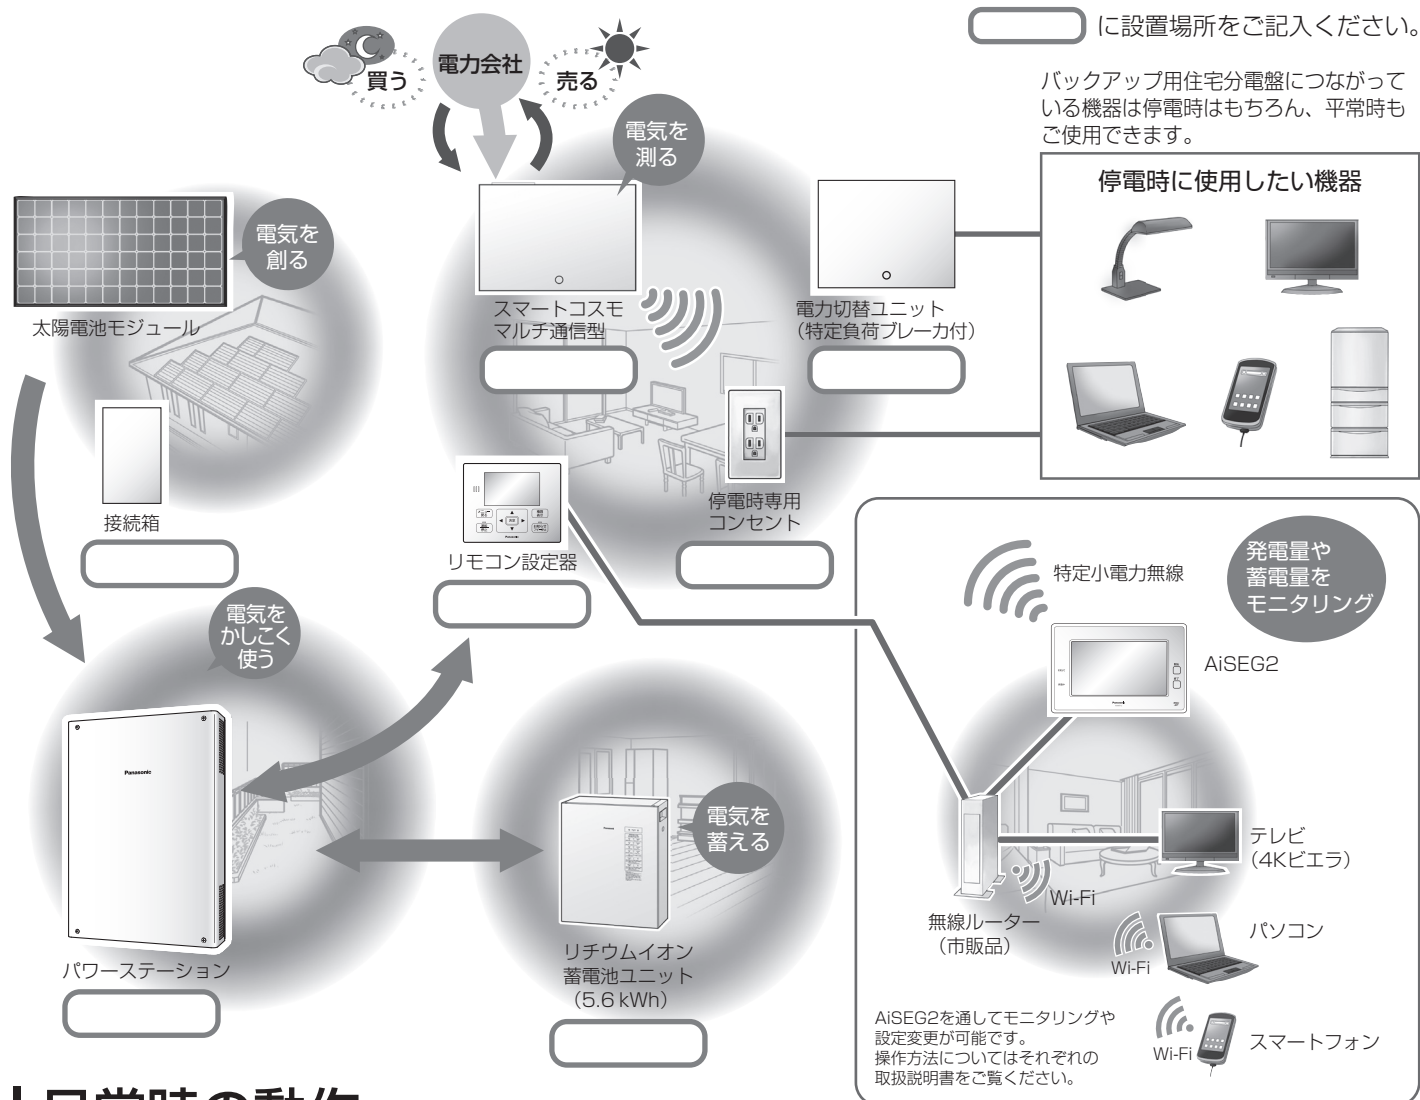 に設置場所をご記入ください。
買う
電力会社
売る
バックアップ用住宅分電盤につながって
いる機器は停電時はもちろん、平常時も
ご使用できます。
電気を
測る
停電時に使用したい機器
電気を
創る
太陽電池モジュール
スマートコスモ
マルチ通信型
電力切替ユニット
（特定負荷ブレーカ付）
接続箱
リモコン設定器
停電時専用
コンセント
特定小電力無線
発電量や
蓄電量を
モニタリング
AiSEG2
電気を
かしこく
使う
Panasonic
パワーステーション
電気を
蓄える
リチウムイオン
蓄電池ユニット
（5.6 kWh）
テレビ
（4Kビエラ）
Wi-Fi
無線ルーター
（市販品）
Wi-Fi
パソコン
Wi-Fi
スマートフォン
AiSEG2を通してモニタリングや
設定変更が可能です。
操作方法についてはそれぞれの
取扱説明書をご覧ください。